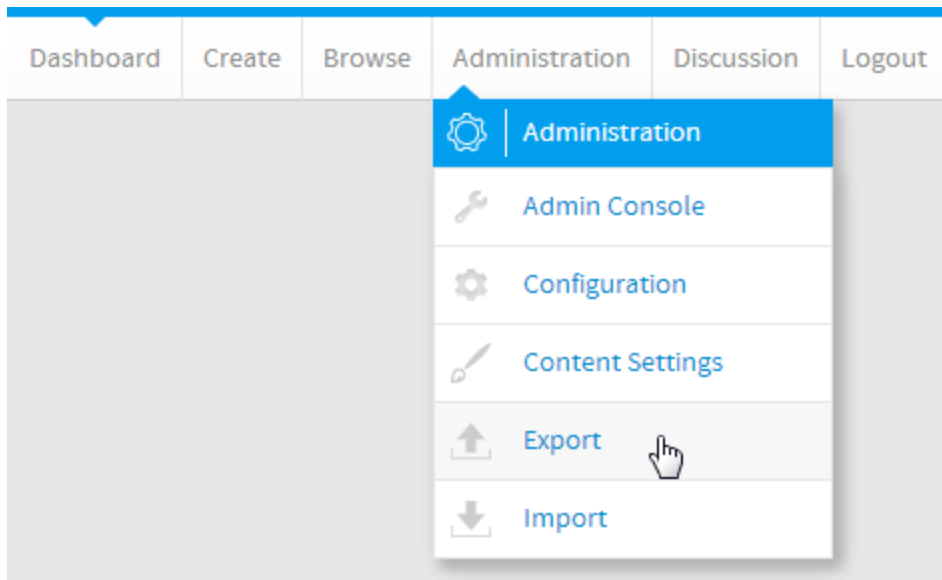 Dashboard Create Browse Administration Discussion Logout
Administration
Admin Console
Configuration
Content Settings
Export
Import